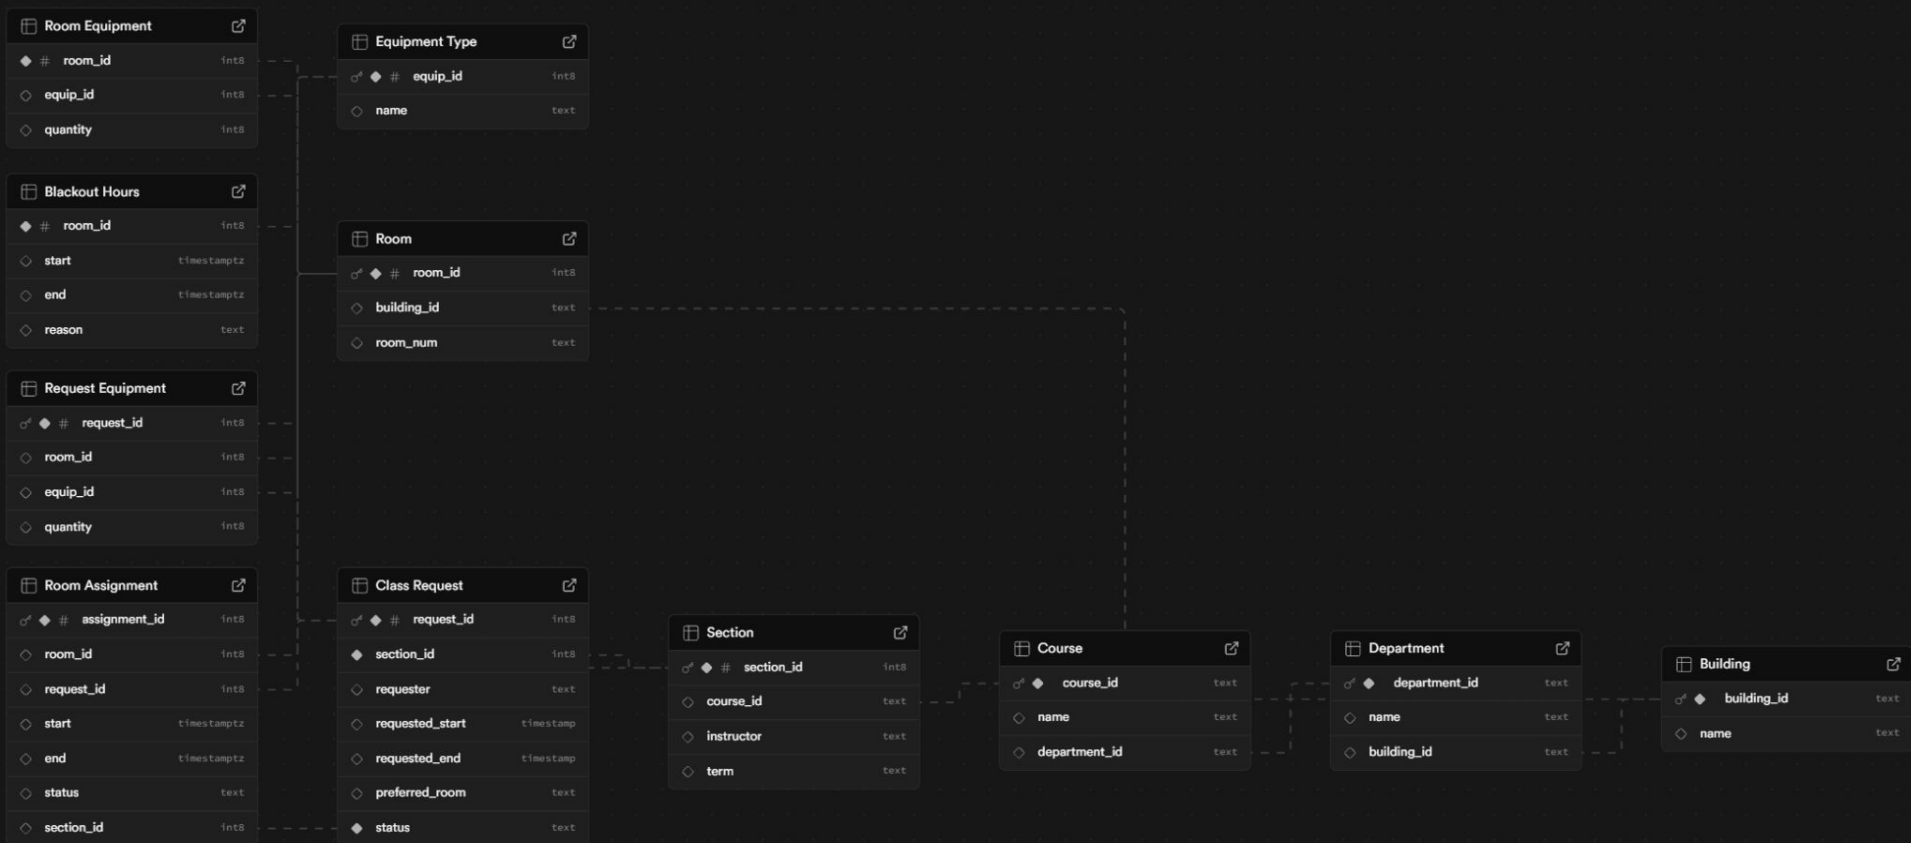 Room Equipment
# room_id int8
equip_id int8
quantity int8
Blackout Hours
# room_id int8
start timestamptz
end timestamptz
reason text
Request Equipment
# request_id int8
room_id int8
equip_id int8
quantity int8
Room Assignment
# assignment_id int8
room_id int8
request_id int8
start timestamptz
end timestamptz
status text
section_id int8
Equipment Type
# equip_id int8
name text
Room
# room_id int8
building_id text
room_num text
Class Request
# request_id int8
section_id int8
requester text
requested_start timestamp
requested_end timestamp
preferred_room text
status text
Section
# section_id int8
course_id text
instructor text
term text
Course
course_id text
name text
department_id text
Department
department_id text
name text
building_id text
Building
building_id text
name text